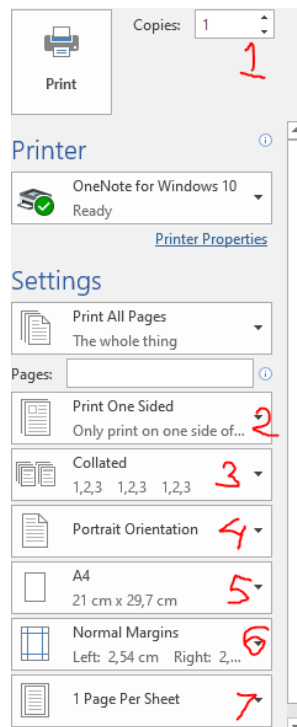 Copies: 1
1
Print
Printer
OneNote for Windows 10
Ready
Printer Properties
Settings
Print All Pages
The whole thing
Pages:
Print One Sided
Only print on one side of... 2
Collated
1,2,3 1,2,3 1,2,3 3
Portrait Orientation 4
A4
21 cm x 29,7 cm 5
Normal Margins 6
Left: 2,54 cm Right: 2,...
1 Page Per Sheet 7